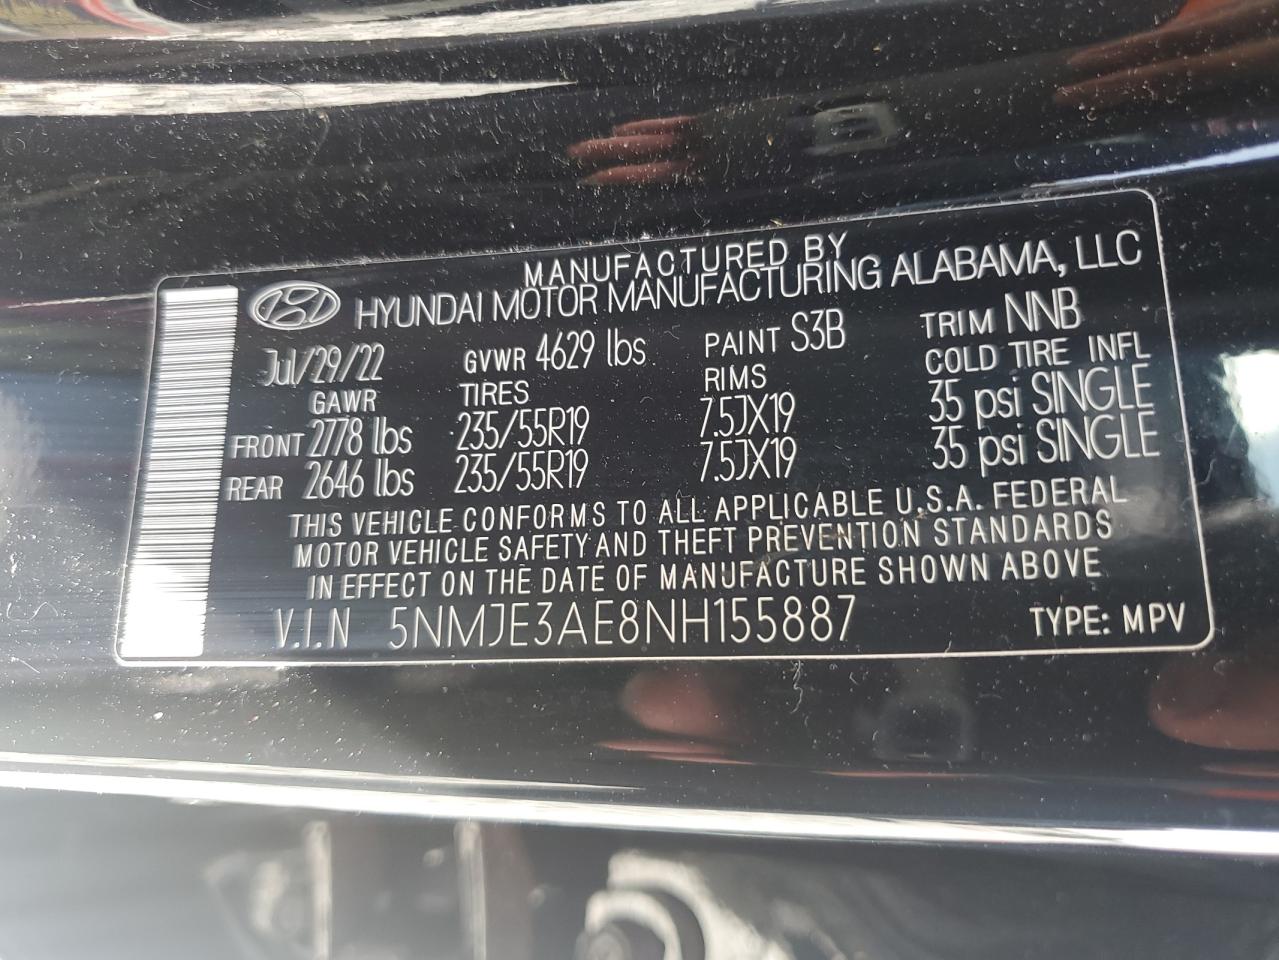 MANUFACTURED BY
HYUNDAI MOTOR MANUFACTURING ALABAMA, LLC
Jul/29/22 GVWR 4629 lbs PAINT S3B TRIM NNB
GAWR TIRES RIMS COLD TIRE INFL
FRONT 2778 lbs 235/55R19 7.5JX19 35 psi SINGLE
REAR 2646 lbs 235/55R19 7.5JX19 35 psi SINGLE
THIS VEHICLE CONFORMS TO ALL APPLICABLE U.S.A. FEDERAL
MOTOR VEHICLE SAFETY AND THEFT PREVENTION STANDARDS
IN EFFECT ON THE DATE OF MANUFACTURE SHOWN ABOVE
V.I.N 5NMJE3AE8NH155887 TYPE: MPV